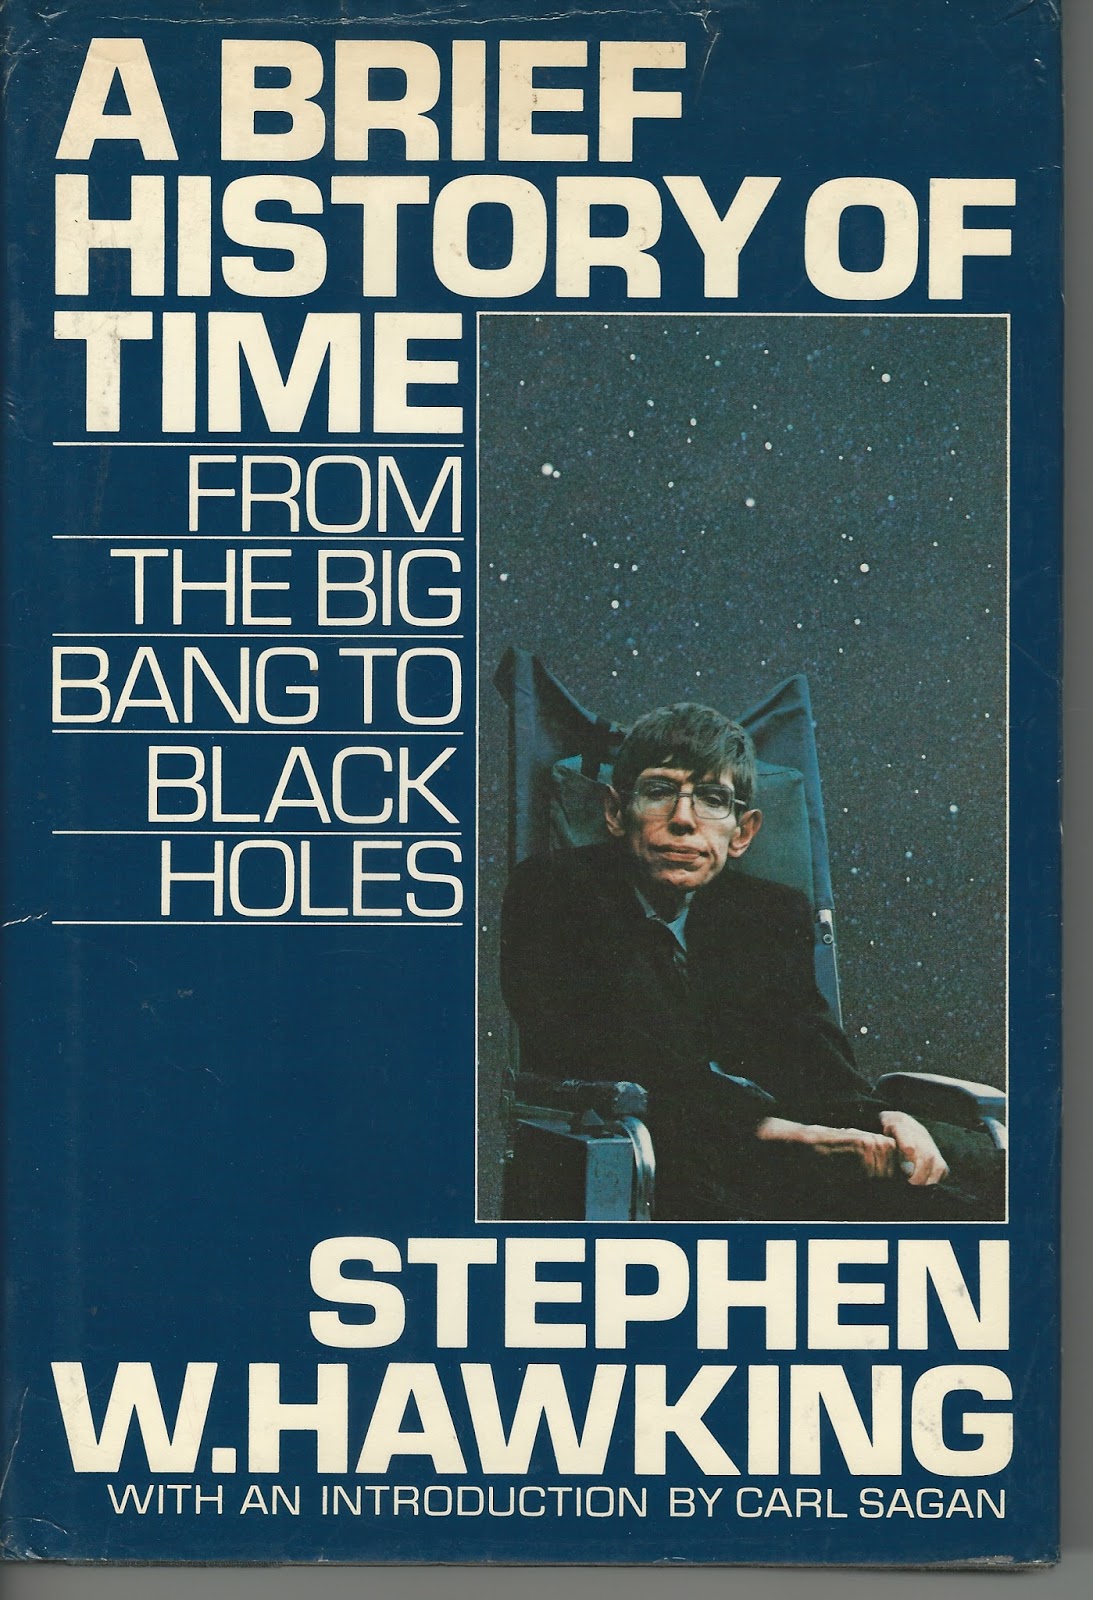 A BRIEF
HISTORY OF
TIME
FROM
THE BIG
BANG TO
BLACK
HOLES
STEPHEN
W. HAWKING
WITH AN INTRODUCTION BY CARL SAGAN